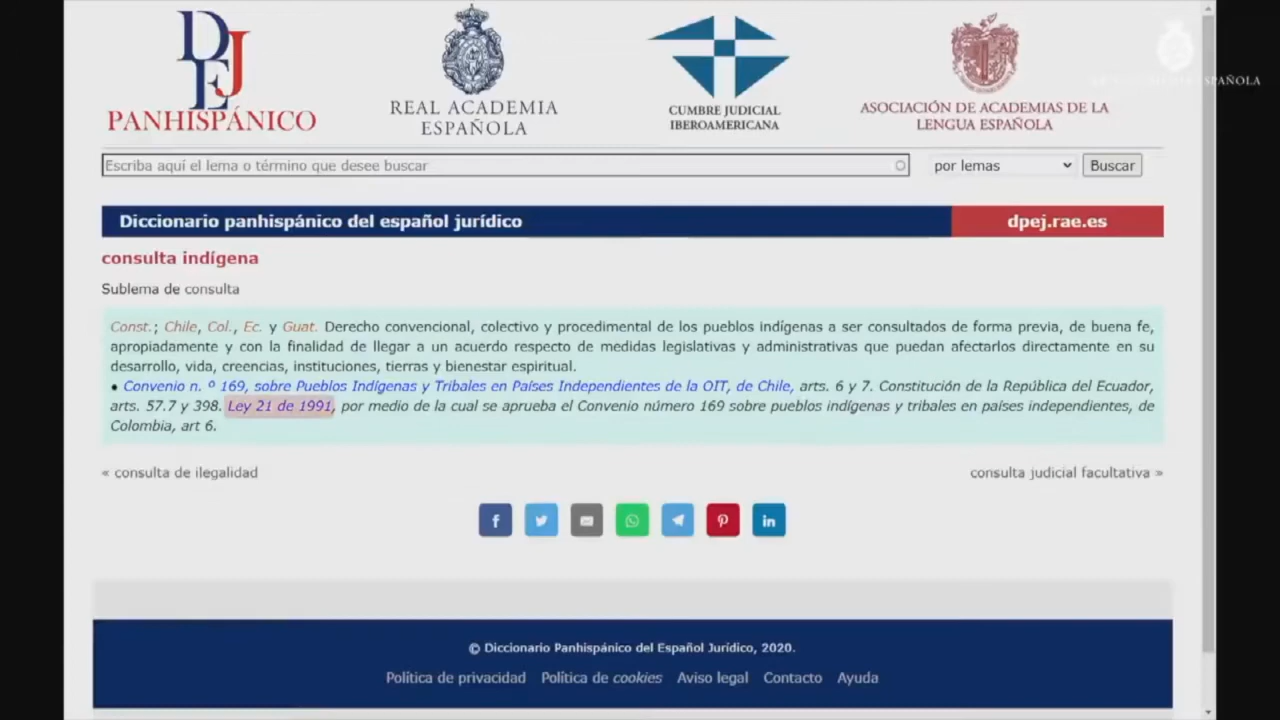 DEJ
PANHISPÁNICO
REAL ACADEMIA
ESPAÑOLA
CUMBRE JUDICIAL
IBEROAMERICANA
ASOCIACIÓN DE ACADEMIAS DE LA
LENGUA ESPAÑOLA
ESPAÑOLA
Escriba aquí el lema o término que desee buscar
por lemas
Buscar
Diccionario panhispánico del español jurídico
dpej.rae.es
consulta indígena
Sublema de consulta
Const.; Chile, Col., Ec. y Guat. Derecho convencional, colectivo y procedimental de los pueblos indígenas a ser consultados de forma previa, de buena fe,
apropiadamente y con la finalidad de llegar a un acuerdo respecto de medidas legislativas y administrativas que puedan afectarlos directamente en su
desarrollo, vida, creencias, instituciones, tierras y bienestar espiritual.
• Convenio n. º 169, sobre Pueblos Indígenas y Tribales en Países Independientes de la OIT, de Chile, arts. 6 y 7. Constitución de la República del Ecuador,
arts. 57.7 y 398. Ley 21 de 1991, por medio de la cual se aprueba el Convenio número 169 sobre pueblos indígenas y tribales en países independientes, de
Colombia, art 6.
« consulta de ilegalidad
consulta judicial facultativa »
© Diccionario Panhispánico del Español Jurídico, 2020.
Política de privacidad Política de cookies Aviso legal Contacto Ayuda